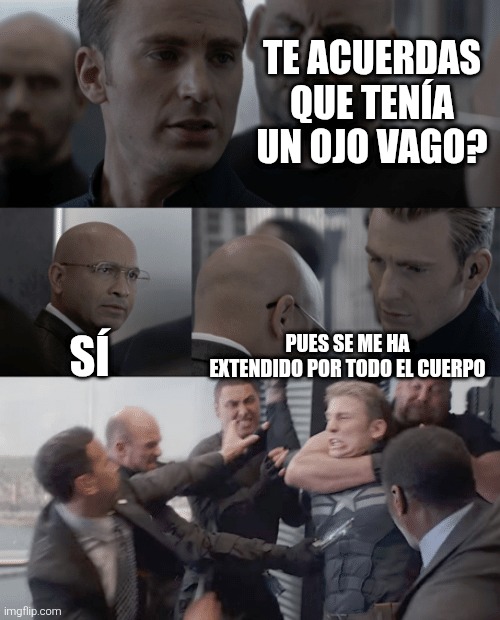 TE ACUERDAS
QUE TENÍA
UN OJO VAGO?
SÍ
PUES SE ME HA
EXTENDIDO POR TODO EL CUERPO
imgflip.com